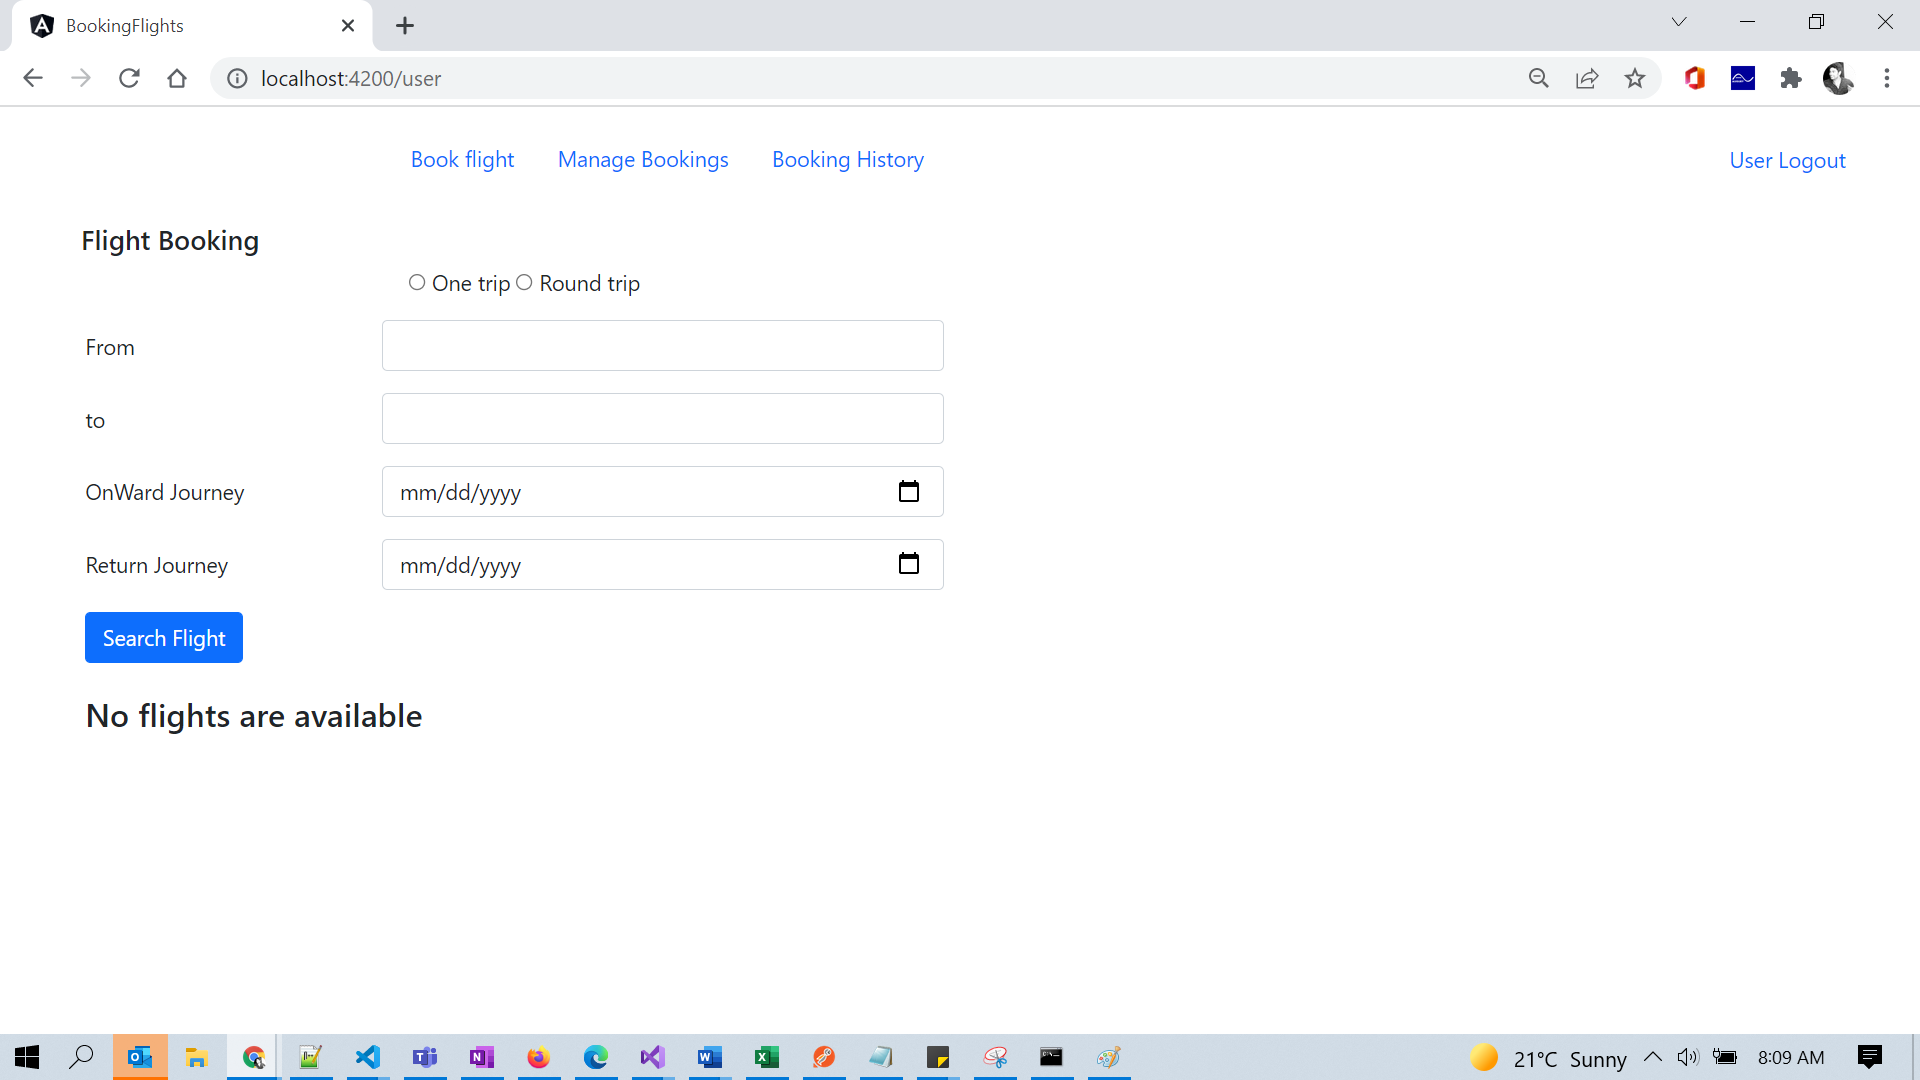 BookingFlights
localhost:4200/user
Book flight Manage Bookings Booking History User Logout
Flight Booking
One trip Round trip
From
to
OnWard Journey mm/dd/yyyy
Return Journey mm/dd/yyyy
Search Flight
No flights are available
21°C Sunny 8:09 AM